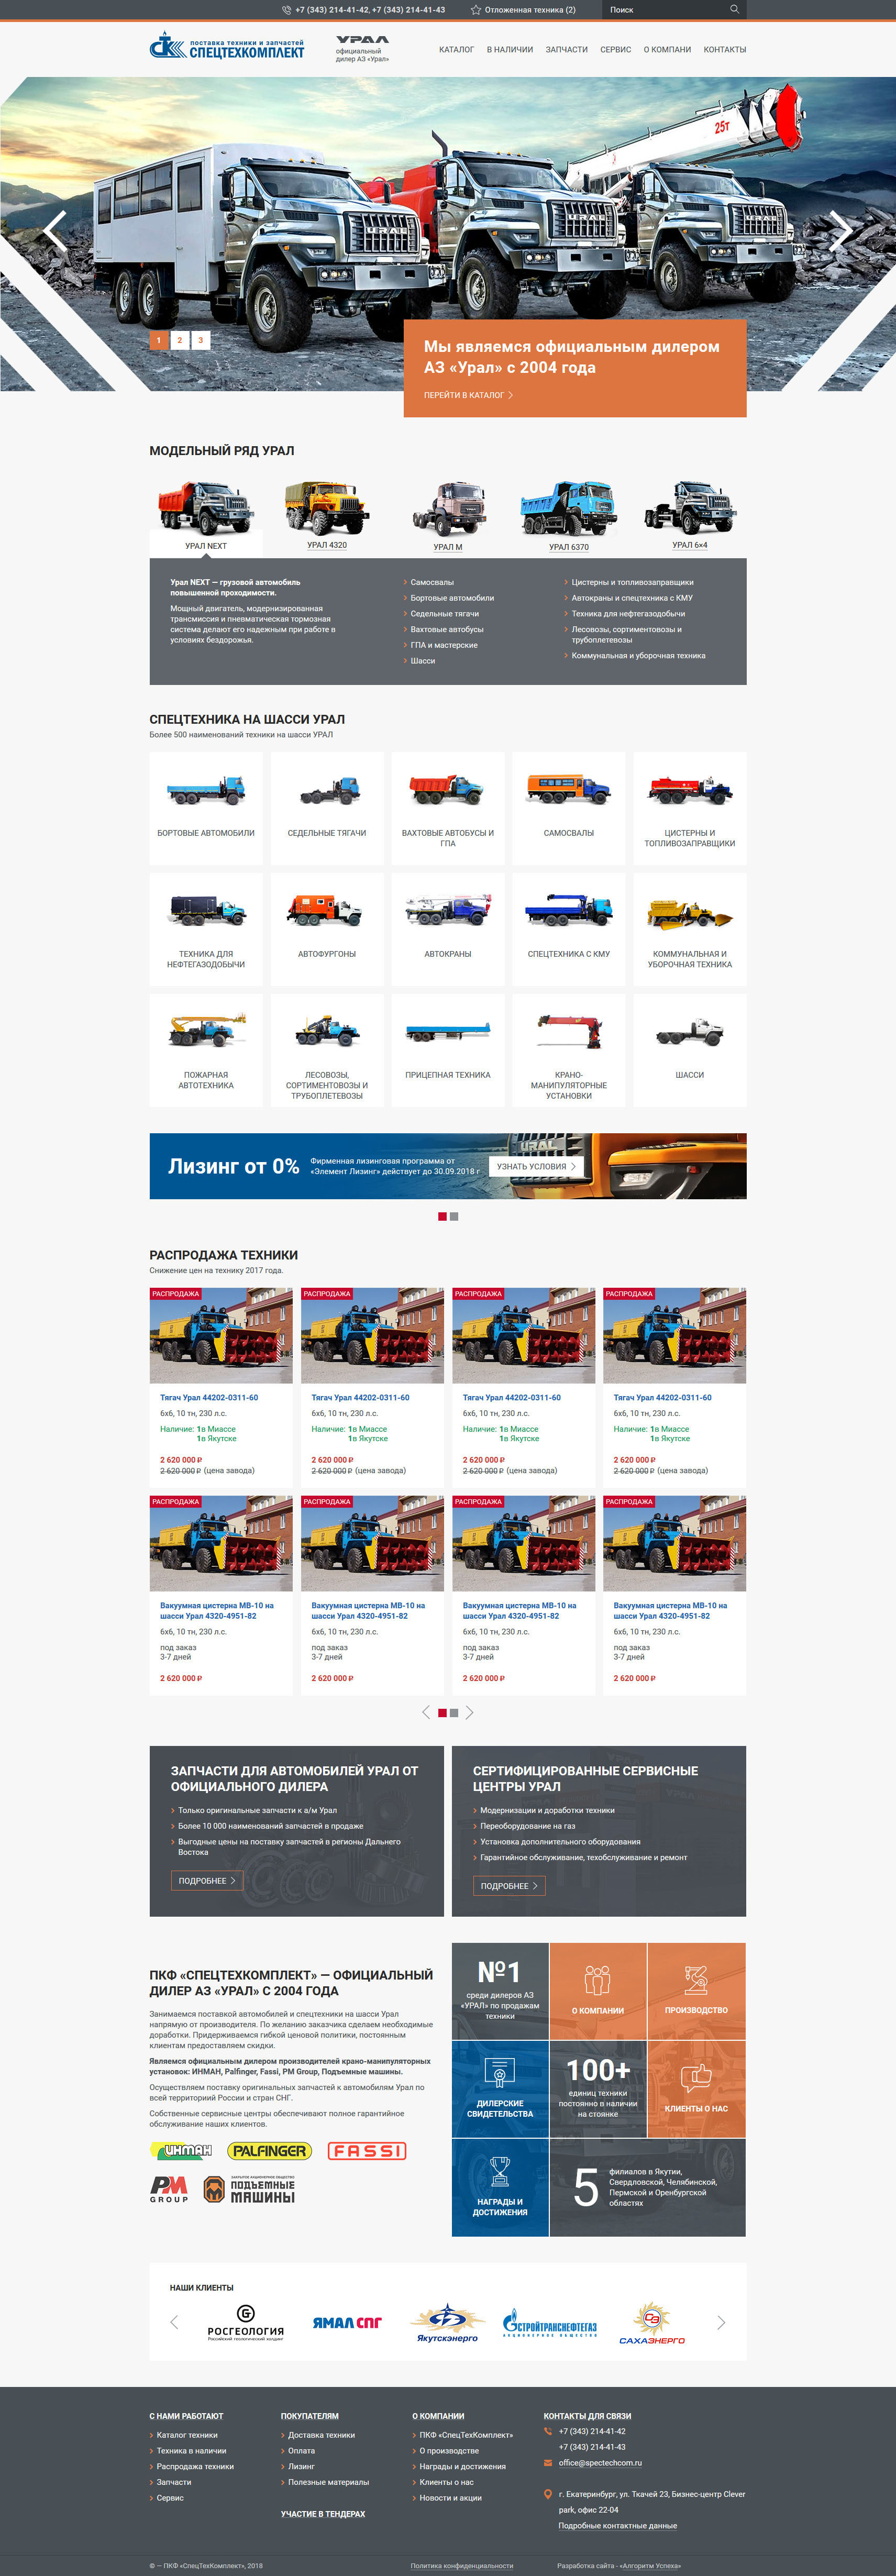 +7 (343) 214-41-42, +7 (343) 214-41-43
Отложенная техника (2)
Поиск
поставка техники и запчастей
СПЕЦТЕХКОМПЛЕКТ
УРАЛ
официальный
дилер АЗ «Урал»
КАТАЛОГ
В НАЛИЧИИ
ЗАПЧАСТИ
СЕРВИС
О КОМПАНИ
КОНТАКТЫ
25т
URAL
URAL
URAL
1
2
3
Мы являемся официальным дилером
АЗ «Урал» с 2004 года
ПЕРЕЙТИ В КАТАЛОГ
МОДЕЛЬНЫЙ РЯД УРАЛ
УРАЛ NEXT
УРАЛ 4320
УРАЛ М
УРАЛ 6370
УРАЛ 6×4
Урал NEXT — грузовой автомобиль
повышенной проходимости.
Мощный двигатель, модернизированная
трансмиссия и пневматическая тормозная
система делают его надежным при работе в
условиях бездорожья.
Самосвалы
Бортовые автомобили
Седельные тягачи
Вахтовые автобусы
ГПА и мастерские
Шасси
Цистерны и топливозаправщики
Автокраны и спецтехника с КМУ
Техника для нефтегазодобычи
Лесовозы, сортиментовозы и
трубоплетевозы
Коммунальная и уборочная техника
СПЕЦТЕХНИКА НА ШАССИ УРАЛ
Более 500 наименований техники на шасси УРАЛ
БОРТОВЫЕ АВТОМОБИЛИ
СЕДЕЛЬНЫЕ ТЯГАЧИ
ВАХТОВЫЕ АВТОБУСЫ И
ГПА
САМОСВАЛЫ
ЦИСТЕРНЫ И
ТОПЛИВОЗАПРАВЩИКИ
ТЕХНИКА ДЛЯ
НЕФТЕГАЗОДОБЫЧИ
АВТОФУРГОНЫ
АВТОКРАНЫ
СПЕЦТЕХНИКА С КМУ
КОММУНАЛЬНАЯ И
УБОРОЧНАЯ ТЕХНИКА
ПОЖАРНАЯ
АВТОТЕХНИКА
ЛЕСОВОЗЫ,
СОРТИМЕНТОВОЗЫ И
ТРУБОПЛЕТЕВОЗЫ
ПРИЦЕПНАЯ ТЕХНИКА
КРАНО-
МАНИПУЛЯТОРНЫЕ
УСТАНОВКИ
ШАССИ
Лизинг от 0%
Фирменная лизинговая программа от
«Элемент Лизинг» действует до 30.09.2018 г
УЗНАТЬ УСЛОВИЯ
URAL
РАСПРОДАЖА ТЕХНИКИ
Снижение цен на технику 2017 года.
РАСПРОДАЖА
РАСПРОДАЖА
РАСПРОДАЖА
РАСПРОДАЖА
Тягач Урал 44202-0311-60
6х6, 10 тн, 230 л.с.
Наличие: 1в Миассе
1в Якутске
2 620 000 ₽
2 620 000 ₽ (цена завода)
Тягач Урал 44202-0311-60
6х6, 10 тн, 230 л.с.
Наличие: 1в Миассе
1в Якутске
2 620 000 ₽
2 620 000 ₽ (цена завода)
Тягач Урал 44202-0311-60
6х6, 10 тн, 230 л.с.
Наличие: 1в Миассе
1в Якутске
2 620 000 ₽
2 620 000 ₽ (цена завода)
Тягач Урал 44202-0311-60
6х6, 10 тн, 230 л.с.
Наличие: 1в Миассе
1в Якутске
2 620 000 ₽
2 620 000 ₽ (цена завода)
РАСПРОДАЖА
РАСПРОДАЖА
РАСПРОДАЖА
РАСПРОДАЖА
Вакуумная цистерна МВ-10 на
шасси Урал 4320-4951-82
6х6, 10 тн, 230 л.с.
под заказ
3-7 дней
2 620 000 ₽
Вакуумная цистерна МВ-10 на
шасси Урал 4320-4951-82
6х6, 10 тн, 230 л.с.
под заказ
3-7 дней
2 620 000 ₽
Вакуумная цистерна МВ-10 на
шасси Урал 4320-4951-82
6х6, 10 тн, 230 л.с.
под заказ
3-7 дней
2 620 000 ₽
Вакуумная цистерна МВ-10 на
шасси Урал 4320-4951-82
6х6, 10 тн, 230 л.с.
под заказ
3-7 дней
2 620 000 ₽
ЗАПЧАСТИ ДЛЯ АВТОМОБИЛЕЙ УРАЛ ОТ
ОФИЦИАЛЬНОГО ДИЛЕРА
Только оригинальные запчасти к а/м Урал
Более 10 000 наименований запчастей в продаже
Выгодные цены на поставку запчастей в регионы Дальнего
Востока
ПОДРОБНЕЕ
СЕРТИФИЦИРОВАННЫЕ СЕРВИСНЫЕ
ЦЕНТРЫ УРАЛ
Модернизации и доработки техники
Переоборудование на газ
Установка дополнительного оборудования
Гарантийное обслуживание, техобслуживание и ремонт
ПОДРОБНЕЕ
ПКФ «СПЕЦТЕХКОМПЛЕКТ» — ОФИЦИАЛЬНЫЙ
ДИЛЕР АЗ «УРАЛ» С 2004 ГОДА
Занимаемся поставкой автомобилей и спецтехники на шасси Урал
напрямую от производителя. По желанию заказчика сделаем необходимые
доработки. Придерживаемся гибкой ценовой политики, постоянным
клиентам предоставляем скидки.
Являемся официальным дилером производителей крано-манипуляторных
установок: ИНМАН, Palfinger, Fassi, PM Group, Подъемные машины.
Осуществляем поставку оригинальных запчастей к автомобилям Урал по
всей территориий России и стран СНГ.
Собственные сервисные центры обеспечивают полное гарантийное
обслуживание наших клиентов.
ИНМАН
PALFINGER
FASSI
PM
GROUP
ЗАКРЫТОЕ АКЦИОНЕРНОЕ ОБЩЕСТВО
ПОДЪЕМНЫЕ
МАШИНЫ
№1
среди дилеров АЗ
«УРАЛ» по продажам
техники
О КОМПАНИИ
ПРОИЗВОДСТВО
ДИЛЕРСКИЕ
СВИДЕТЕЛЬСТВА
100+
единиц техники
постоянно в наличии
на стоянке
КЛИЕНТЫ О НАС
НАГРАДЫ И
ДОСТИЖЕНИЯ
5
филиалов в Якутии,
Свердловской, Челябинской,
Пермской и Оренбургской
областях
НАШИ КЛИЕНТЫ
РОСГЕОЛОГИЯ
Российский геологический холдинг
ЯМАЛ СПГ
Якутскэнерго
СТРОЙТРАНСНЕФТЕГАЗ
АКЦИОНЕРНОЕ ОБЩЕСТВО
СЭ
САХАЭНЕРГО
С НАМИ РАБОТАЮТ
Каталог техники
Техника в наличии
Распродажа техники
Запчасти
Сервис
ПОКУПАТЕЛЯМ
Доставка техники
Оплата
Лизинг
Полезные материалы
УЧАСТИЕ В ТЕНДЕРАХ
О КОМПАНИИ
ПКФ «СпецТехКомплект»
О производстве
Награды и достижения
Клиенты о нас
Новости и акции
КОНТАКТЫ ДЛЯ СВЯЗИ
+7 (343) 214-41-42
+7 (343) 214-41-43
office@spectechcom.ru
г. Екатеринбург, ул. Ткачей 23, Бизнес-центр Clever
park, офис 22-04
Подробные контактные данные
© — ПКФ «СпецТехКомплект», 2018
Политика конфиденциальности
Разработка сайта - «Алгоритм Успеха»